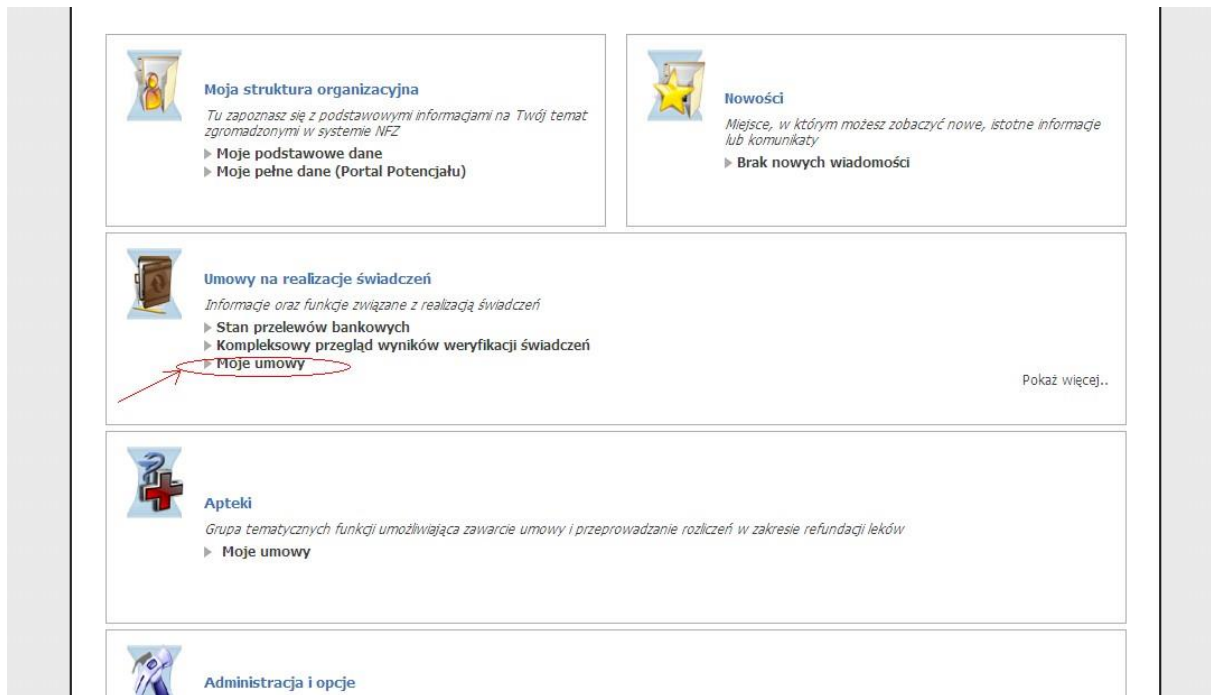 Moja struktura organizacyjna
Tu zapoznasz się z podstawowymi informacjami na Twój temat
zgromadzonymi w systemie NFZ
Moje podstawowe dane
Moje pełne dane (Portal Potencjału)
Nowości
Miejsce, w którym możesz zobaczyć nowe, istotne informacje
lub komunikaty
Brak nowych wiadomości
Umowy na realizacje świadczeń
Informacje oraz funkcje związane z realizacją świadczeń
Stan przelewów bankowych
Kompleksowy przegląd wyników weryfikacji świadczeń
Moje umowy
Pokaż więcej..
Apteki
Grupa tematycznych funkcji umożliwiająca zawarcie umowy i przeprowadzanie rozliczeń w zakresie refundacji leków
Moje umowy
Administracja i opcje